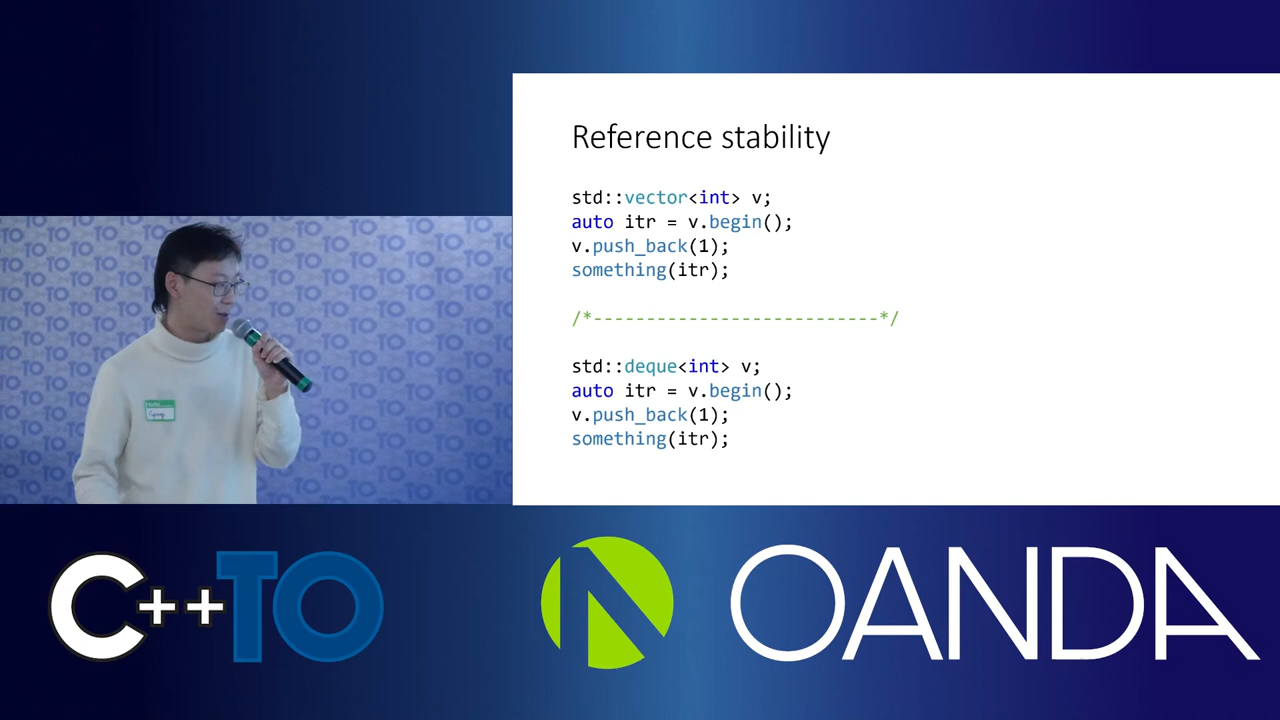 Reference stability
std::vector<int> v;
auto itr = v.begin();
v.push_back(1);
something(itr);
/*---------------------------*/
std::deque<int> v;
auto itr = v.begin();
v.push_back(1);
something(itr);
TO
C++TO
OANDA